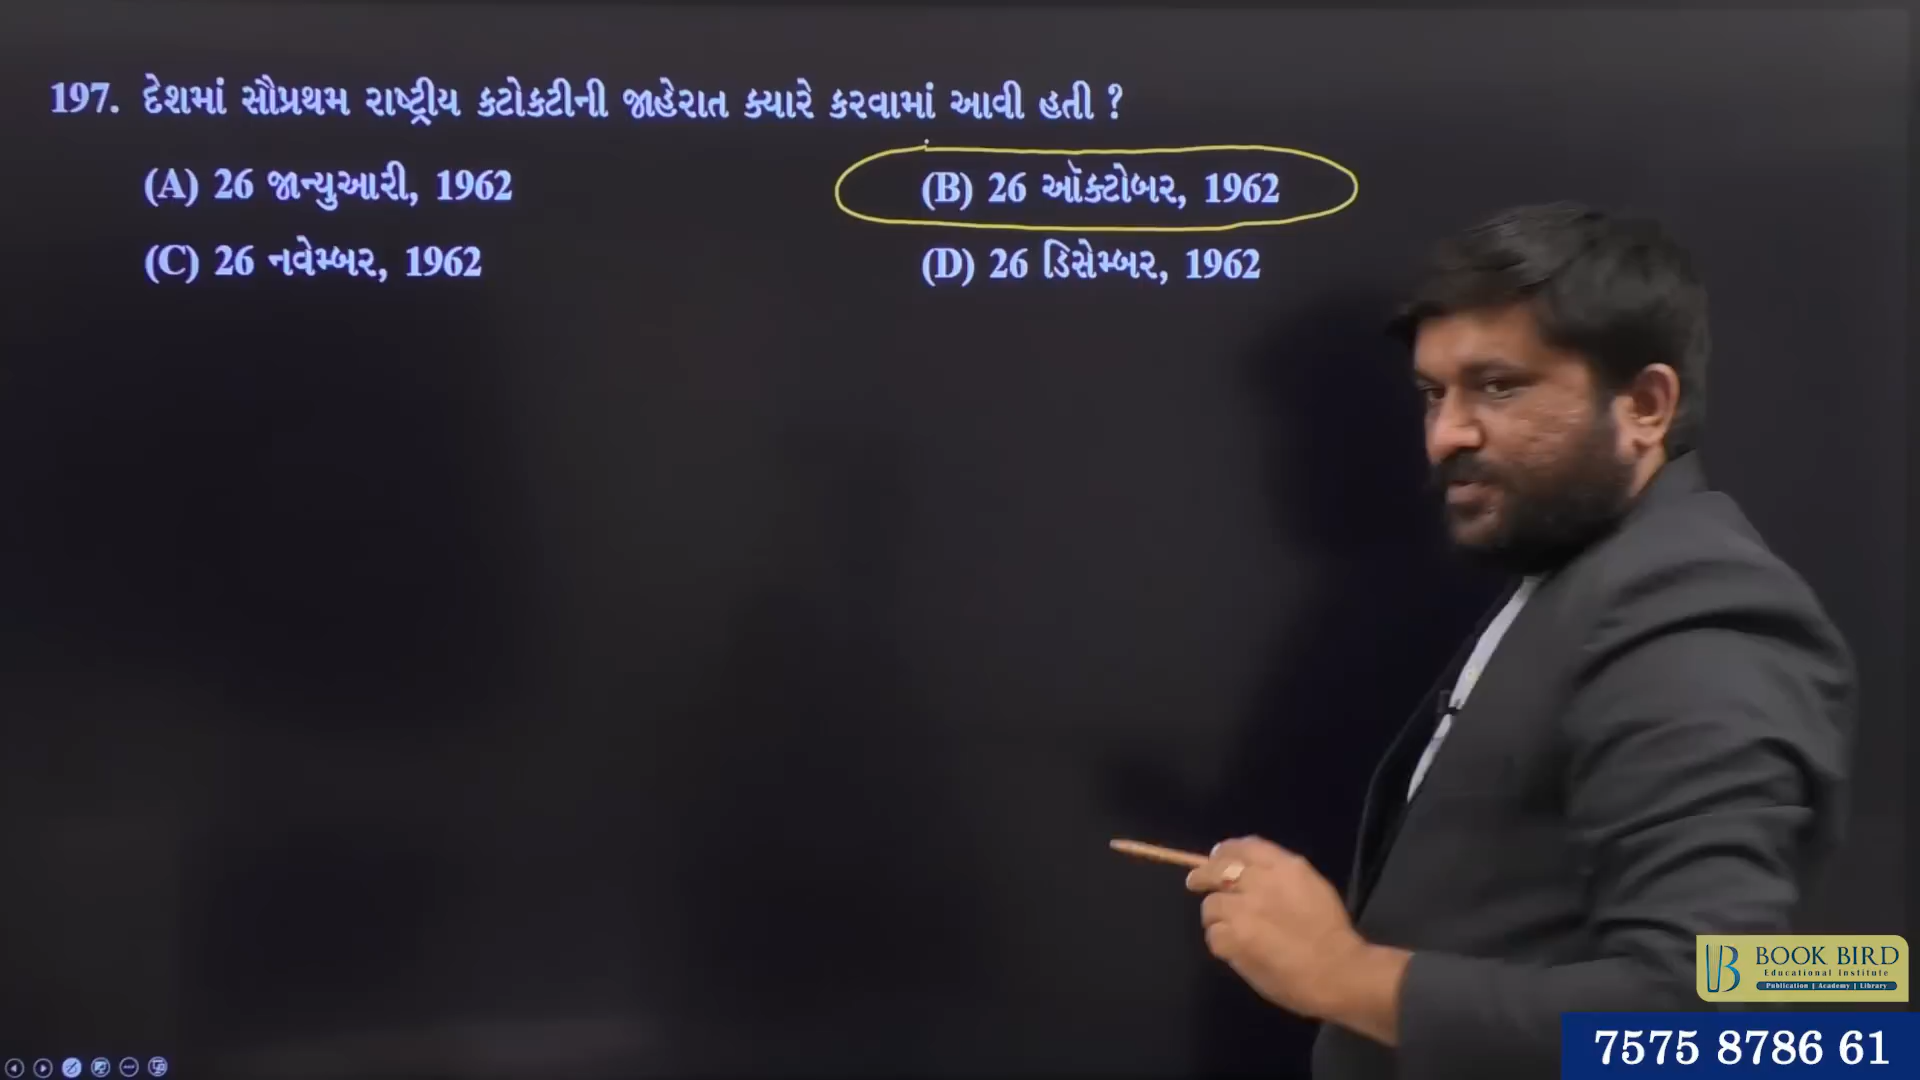 197. દેશમાં સૌપ્રથમ રાષ્ટ્રીય કટોકટીની જાહેરાત ક્યારે કરવામાં આવી હતી ?
(A) 26 જાન્યુઆરી, 1962
(B) 26 ઑક્ટોબર, 1962
(C) 26 નવેમ્બર, 1962
(D) 26 ડિસેમ્બર, 1962
BOOK BIRD
Educational Institute
Publication | Academy | Library
7575 8786 61